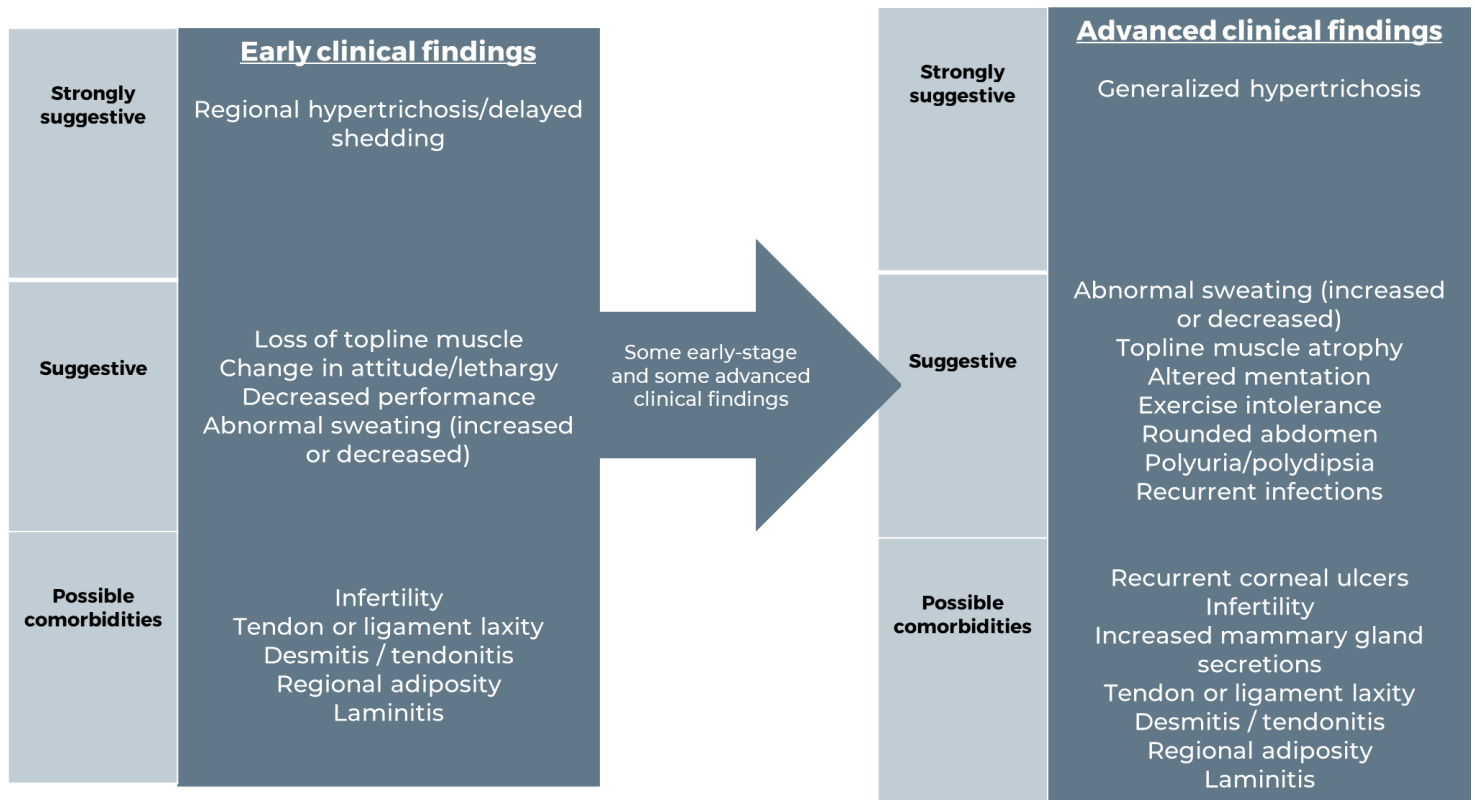 Early clinical findings
Strongly
suggestive
Regional hypertrichosis/delayed
shedding
Suggestive
Loss of topline muscle
Change in attitude/lethargy
Decreased performance
Abnormal sweating (increased
or decreased)
Possible
comorbidities
Infertility
Tendon or ligament laxity
Desmitis / tendonitis
Regional adiposity
Laminitis
Some early-stage
and some advanced
clinical findings
Advanced clinical findings
Strongly
suggestive
Generalized hypertrichosis
Suggestive
Abnormal sweating (increased
or decreased)
Topline muscle atrophy
Altered mentation
Exercise intolerance
Rounded abdomen
Polyuria/polydipsia
Recurrent infections
Possible
comorbidities
Recurrent corneal ulcers
Infertility
Increased mammary gland
secretions
Tendon or ligament laxity
Desmitis / tendonitis
Regional adiposity
Laminitis